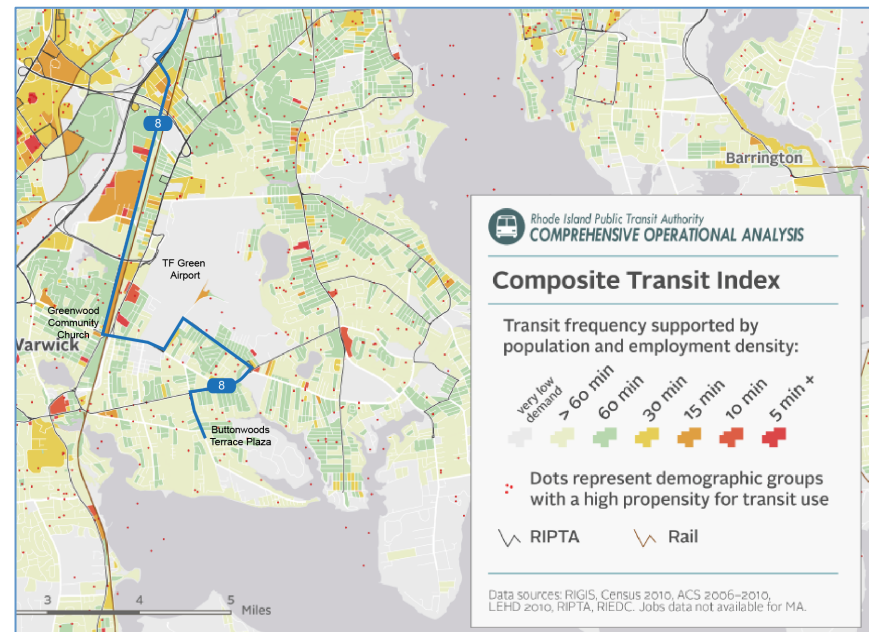 8
Barrington
TF Green
Airport
Greenwood
Community
Church
Warwick
8
Buttonwoods
Terrace Plaza
3 4 5 Miles
Rhode Island Public Transit Authority
COMPREHENSIVE OPERATIONAL ANALYSIS
Composite Transit Index
Transit frequency supported by
population and employment density:
very low
demand
> 60 min
60 min
30 min
15 min
10 min
5 min +
Dots represent demographic groups
with a high propensity for transit use
RIPTA Rail
Data sources: RIGIS, Census 2010, ACS 2006–2010,
LEHD 2010, RIPTA, RIEDC. Jobs data not available for MA.